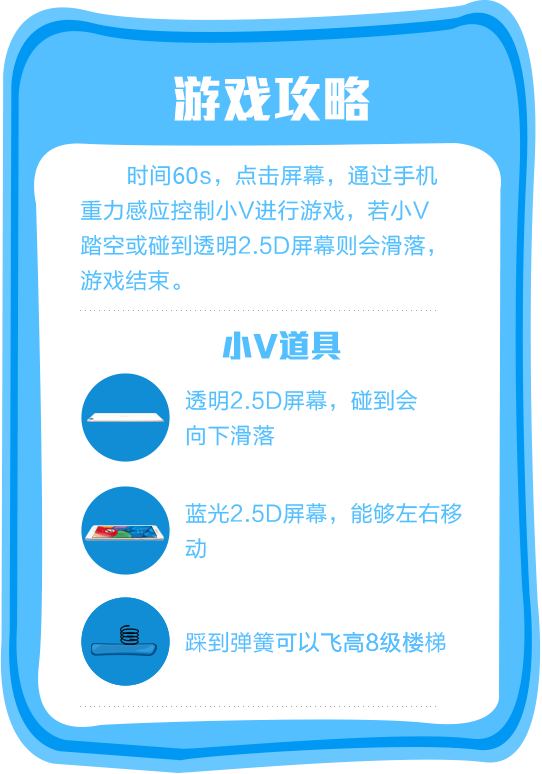 游戏攻略
时间60s，点击屏幕，通过手机
重力感应控制小V进行游戏，若小V
踏空或碰到透明2.5D屏幕则会滑落，
游戏结束。
小V道具
透明2.5D屏幕，碰到会
向下滑落
蓝光2.5D屏幕，能够左右移
动
踩到弹簧可以飞高8级楼梯